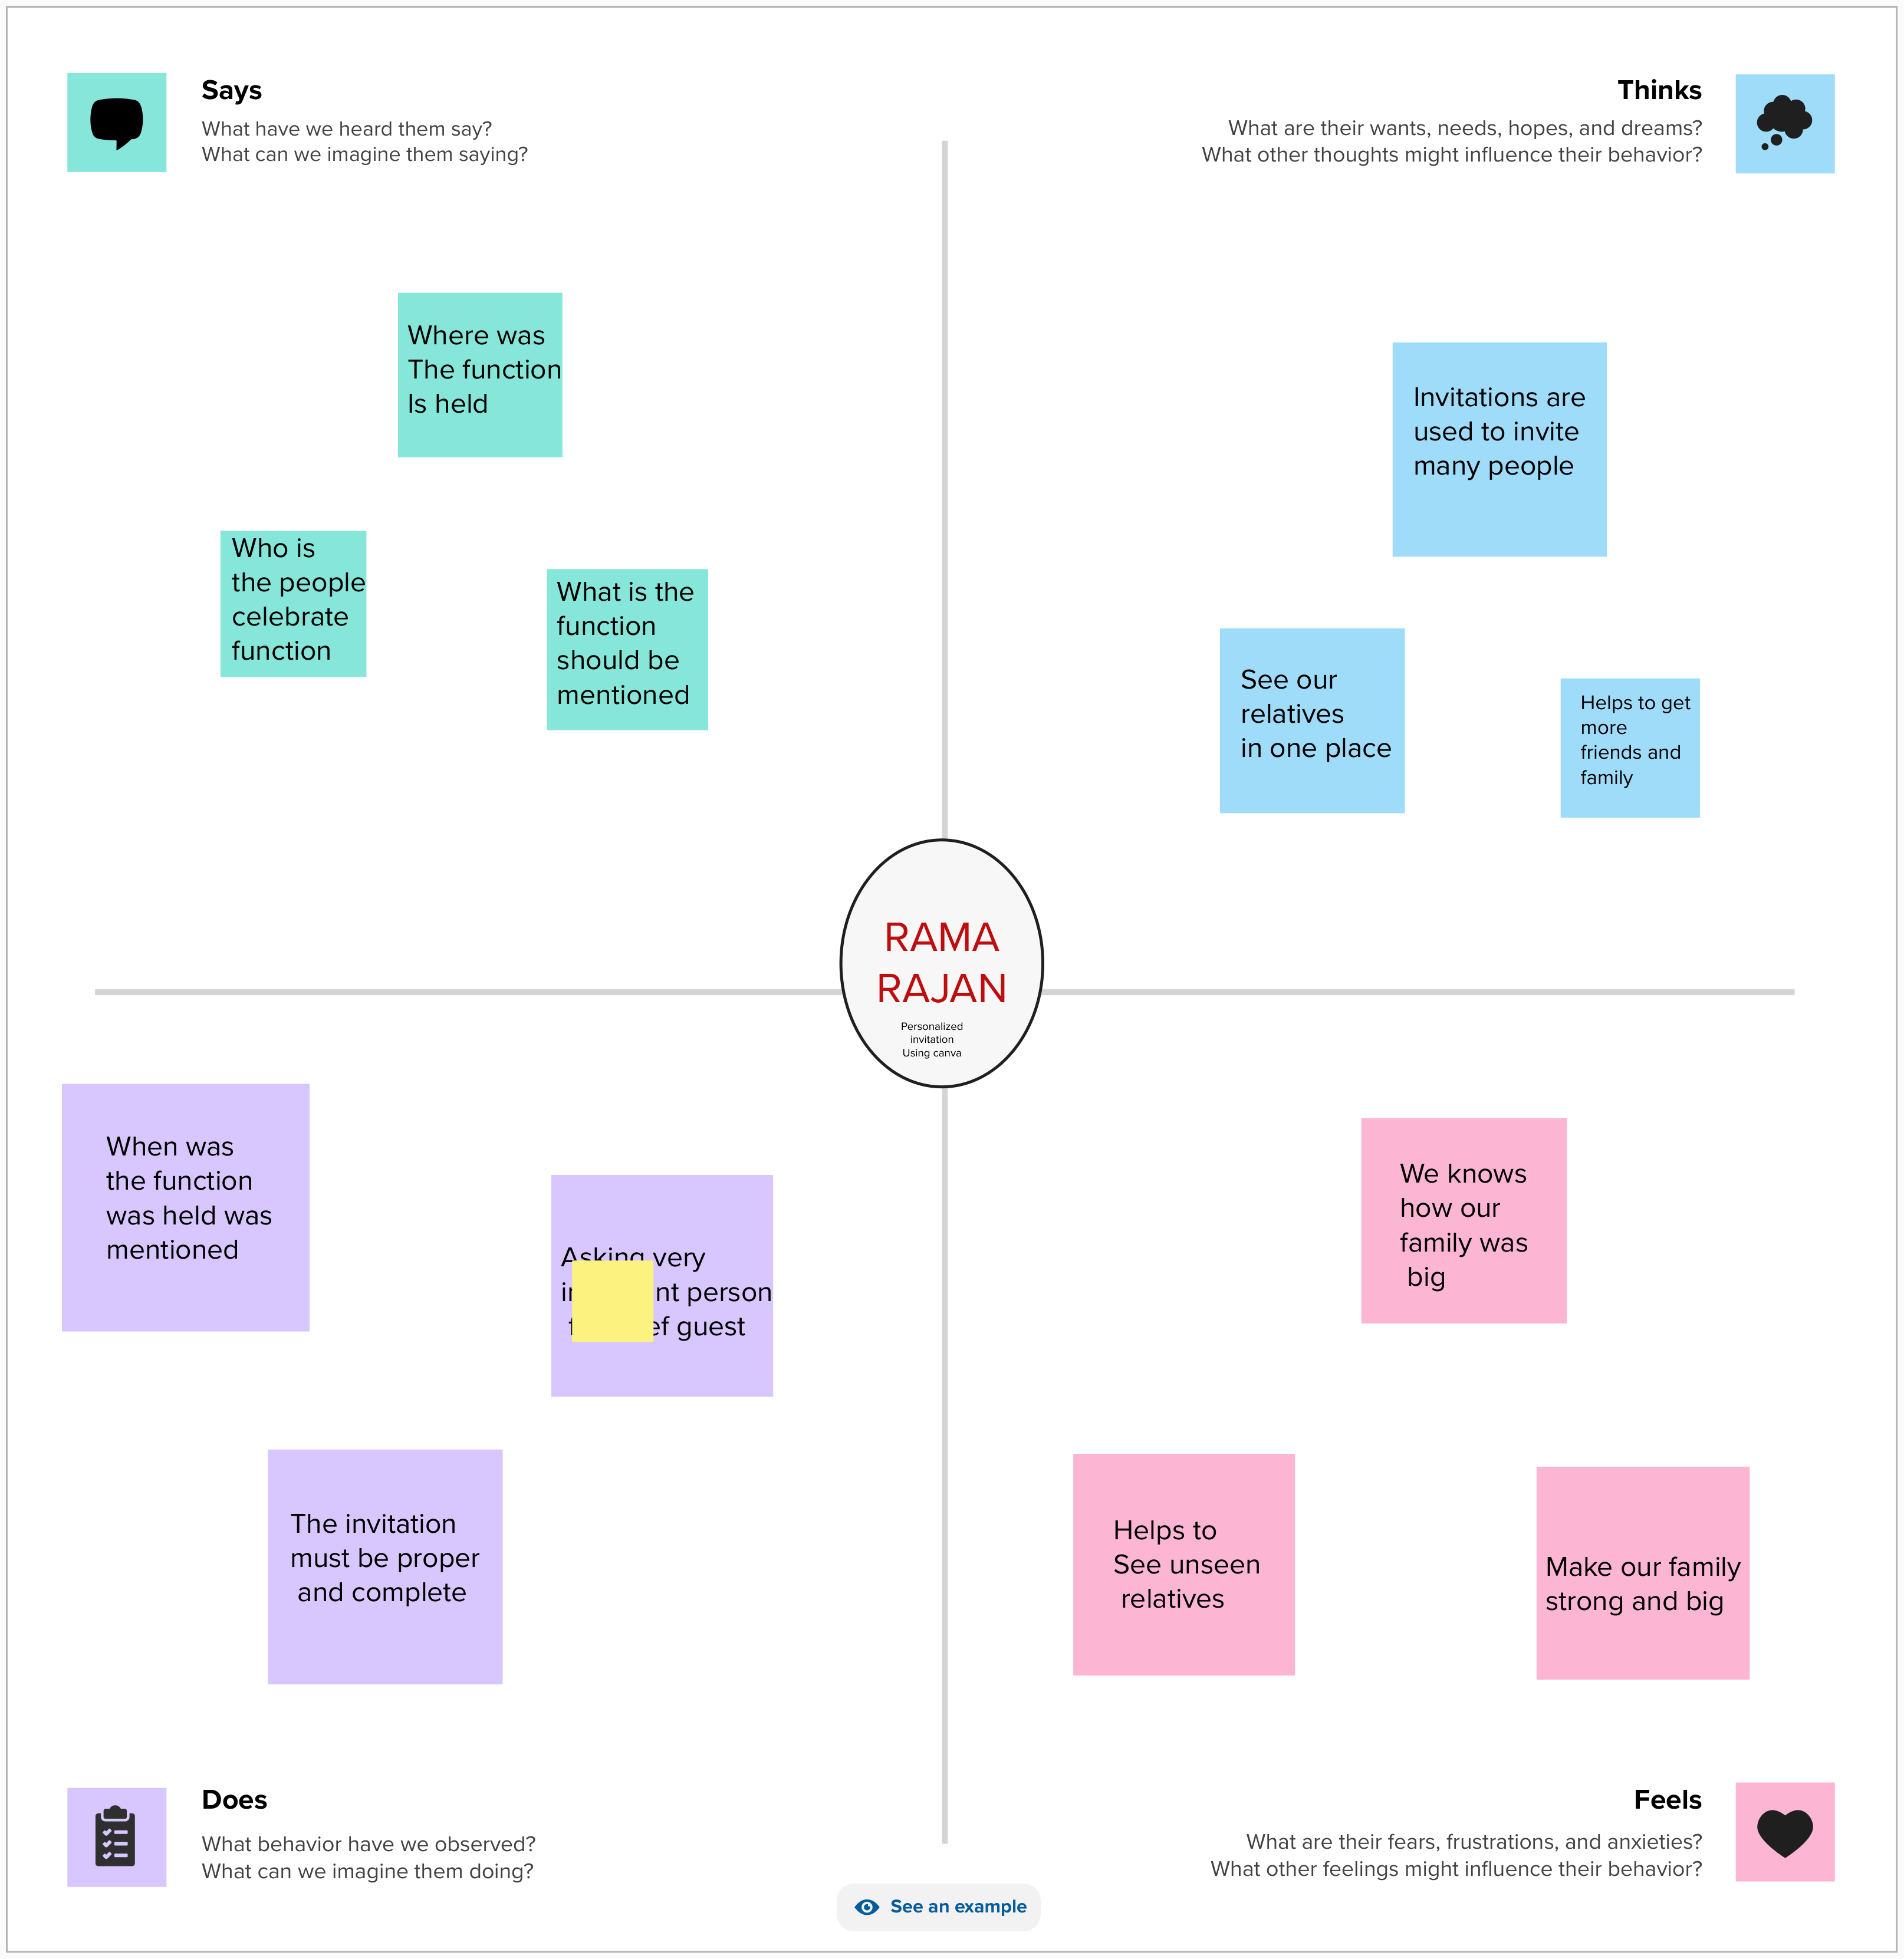 Says
What have we heard them say?
What can we imagine them saying?
Thinks
What are their wants, needs, hopes, and dreams?
What other thoughts might influence their behavior?
Where was
The function
Is held
Who is
the people
celebrate
function
What is the
function
should be
mentioned
Invitations are
used to invite
many people
See our
relatives
in one place
Helps to get
more
friends and
family
RAMA
RAJAN
Personalized
invitation
Using canva
When was
the function
was held was
mentioned
Asking very
person
guest
The invitation
must be proper
and complete
We knows
how our
family was
big
Helps to
See unseen
relatives
Make our family
strong and big
Does
What behavior have we observed?
What can we imagine them doing?
Feels
What are their fears, frustrations, and anxieties?
What other feelings might influence their behavior?
See an example